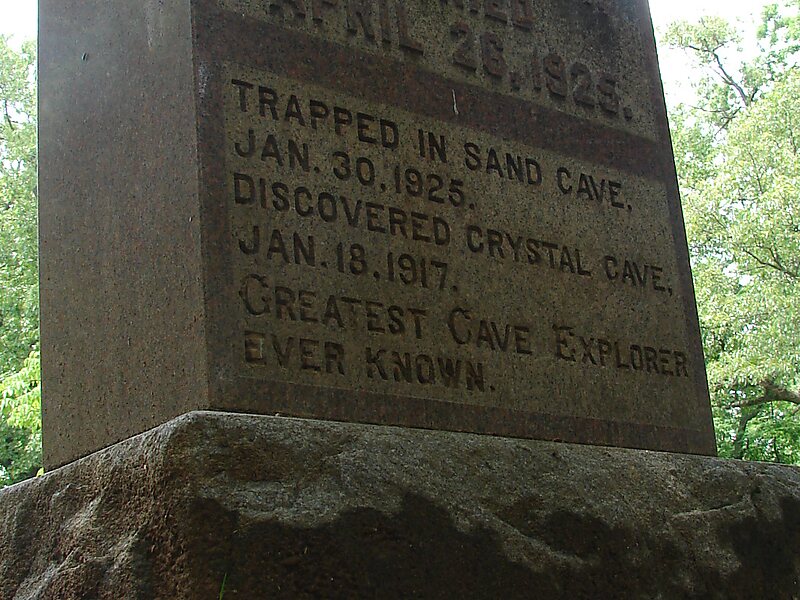 APRIL 26, 1925.
TRAPPED IN SAND CAVE,
JAN. 30. 1925.
DISCOVERED CRYSTAL CAVE,
JAN. 18. 1917.
GREATEST CAVE EXPLORER
EVER KNOWN.